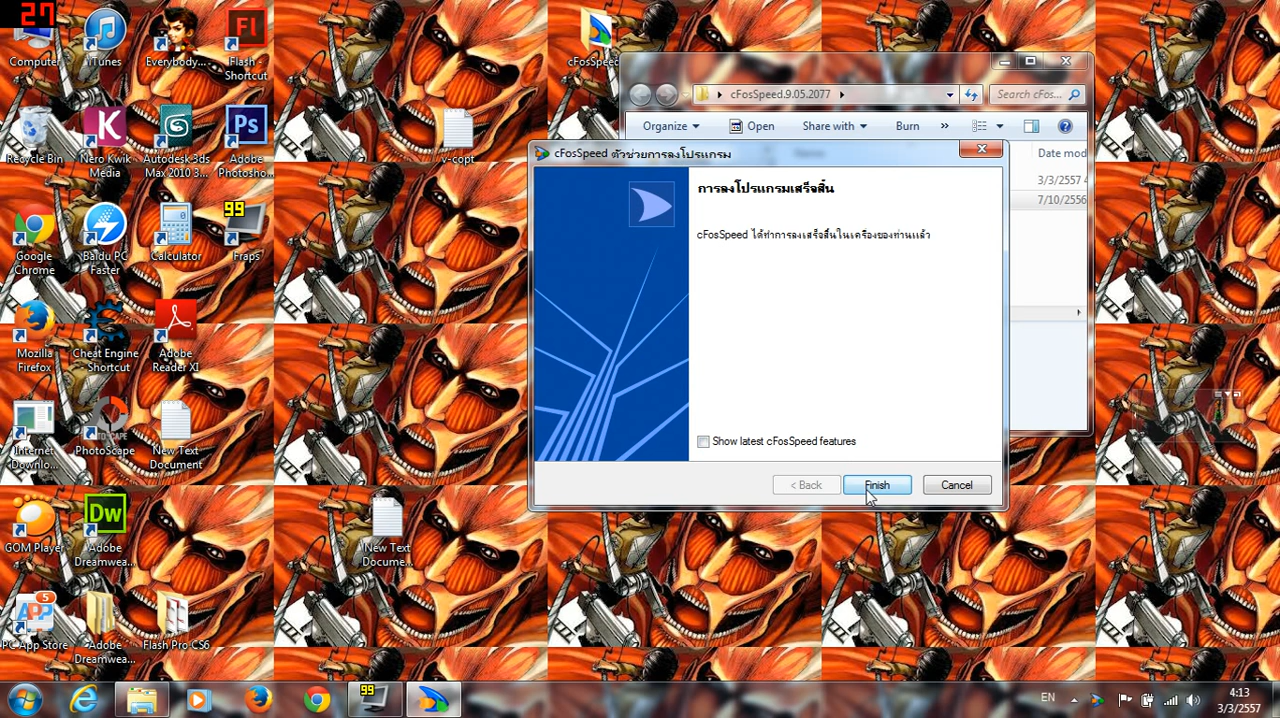 27
Computer
iTunes
Everybody...
Flash -
Shortcut
cFosSpeed
Recycle Bin
Nero Kwik
Media
Autodesk 3ds
Max 2010 3...
Adobe
Photosho...
v-copt
Google
Chrome
Baidu PC
Faster
Calculator
99
Fraps
Mozilla
Firefox
Cheat Engine
- Shortcut
Adobe
Reader XI
Internet
Downlo...
PhotoScape
New Text
Document
GOM Player
Adobe
Dreamwea...
New Text
Docume...
PC App Store
Adobe
Dreamwea...
Flash Pro CS6
cFosSpeed.9.05.2077
Search cFos...
Organize
Open
Share with
Burn
»
Date mod
3/3/2557 4
7/10/2556
cFosSpeed ตัวช่วยการลงโปรแกรม
การลงโปรแกรมเสร็จสิ้น
cFosSpeed ได้ทำการลงเสร็จสิ้นในเครื่องของท่านแล้ว
Show latest cFosSpeed features
< Back
Finish
Cancel
99
EN
4:13
3/3/2557